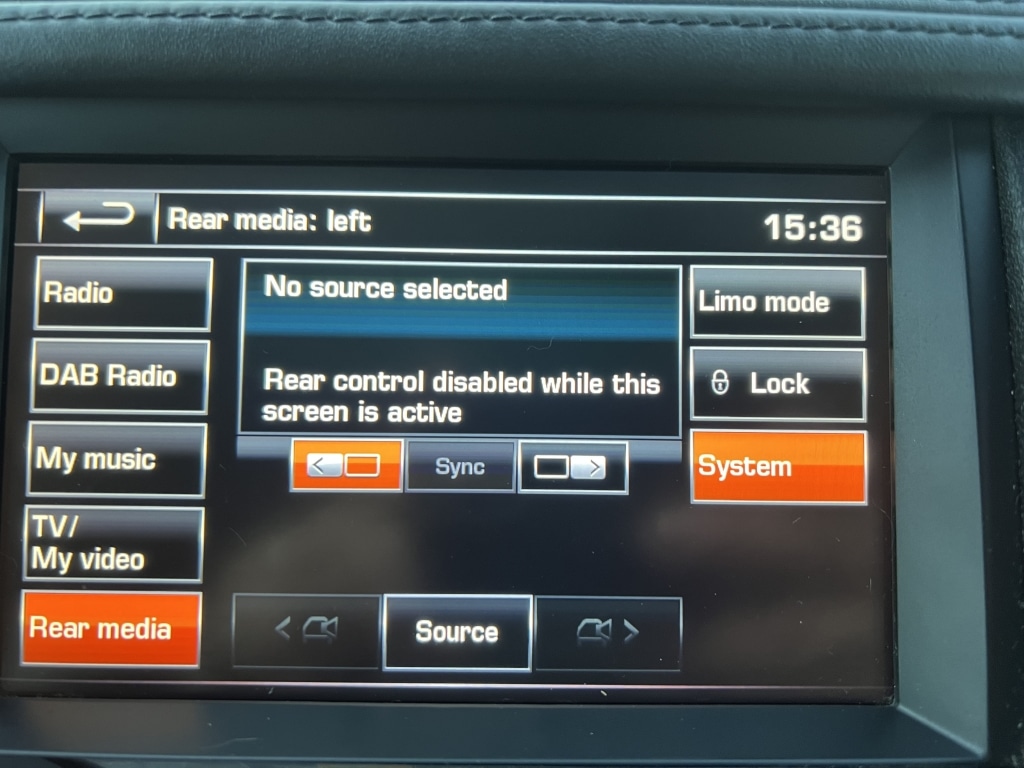 Rear media: left
15:36
Radio
DAB Radio
My music
TV/
My video
Rear media
No source selected
Rear control disabled while this
screen is active
< Sync >
< Source >
Limo mode
Lock
System